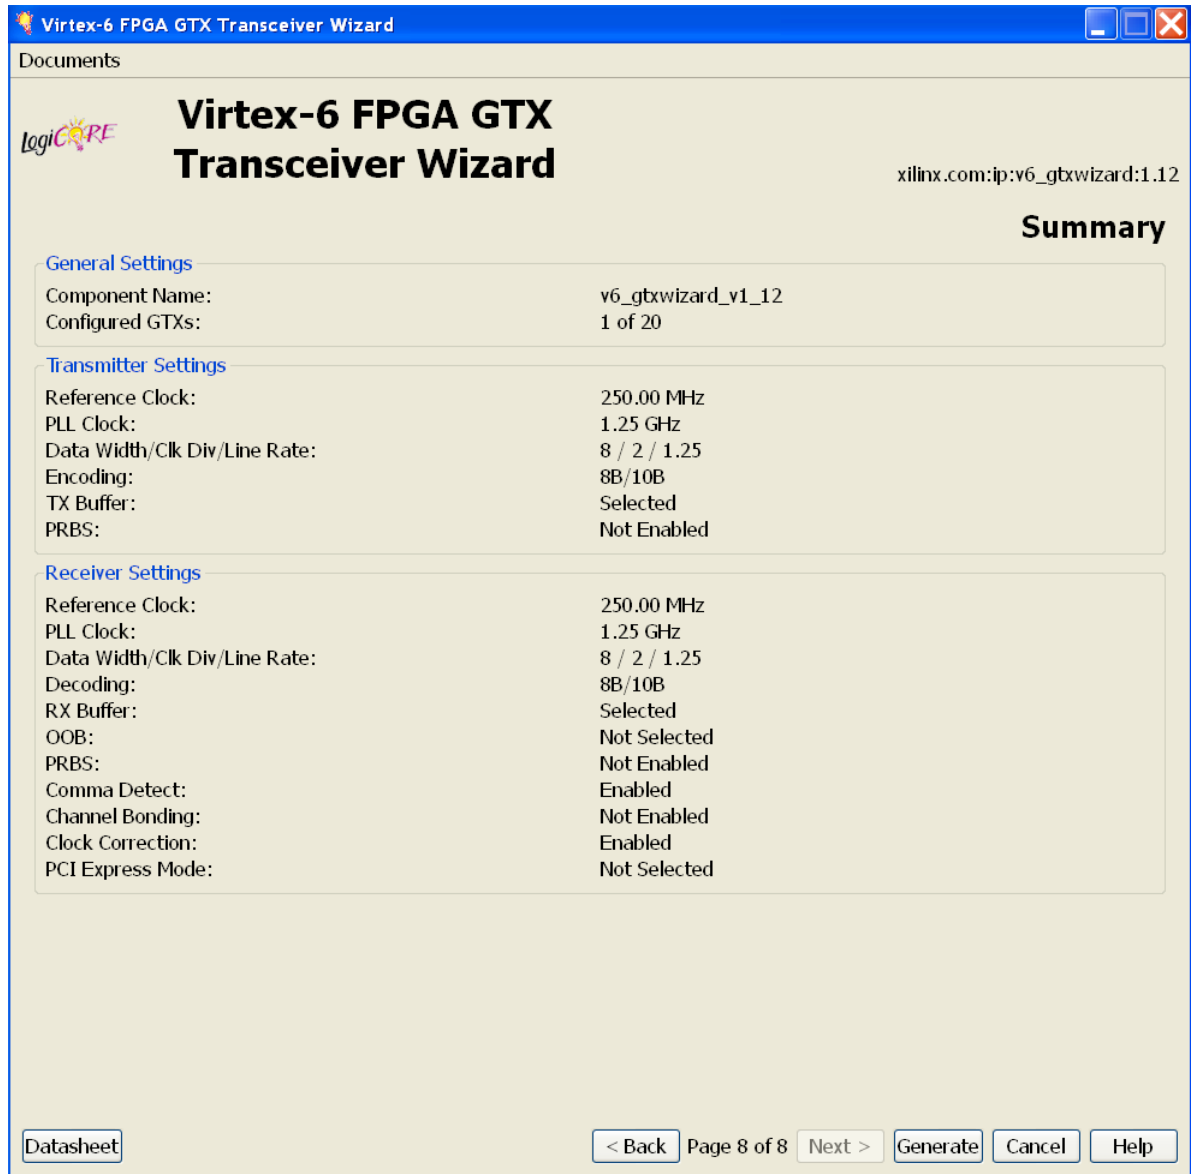 Virtex-6 FPGA GTX Transceiver Wizard
Documents
LogiCORE
Virtex-6 FPGA GTX
Transceiver Wizard
xilinx.com:ip:v6_gtxwizard:1.12
Summary
General Settings
Component Name: v6_gtxwizard_v1_12
Configured GTXs: 1 of 20
Transmitter Settings
Reference Clock: 250.00 MHz
PLL Clock: 1.25 GHz
Data Width/Clk Div/Line Rate: 8 / 2 / 1.25
Encoding: 8B/10B
TX Buffer: Selected
PRBS: Not Enabled
Receiver Settings
Reference Clock: 250.00 MHz
PLL Clock: 1.25 GHz
Data Width/Clk Div/Line Rate: 8 / 2 / 1.25
Decoding: 8B/10B
RX Buffer: Selected
OOB: Not Selected
PRBS: Not Enabled
Comma Detect: Enabled
Channel Bonding: Not Enabled
Clock Correction: Enabled
PCI Express Mode: Not Selected
Datasheet < Back Page 8 of 8 Next > Generate Cancel Help